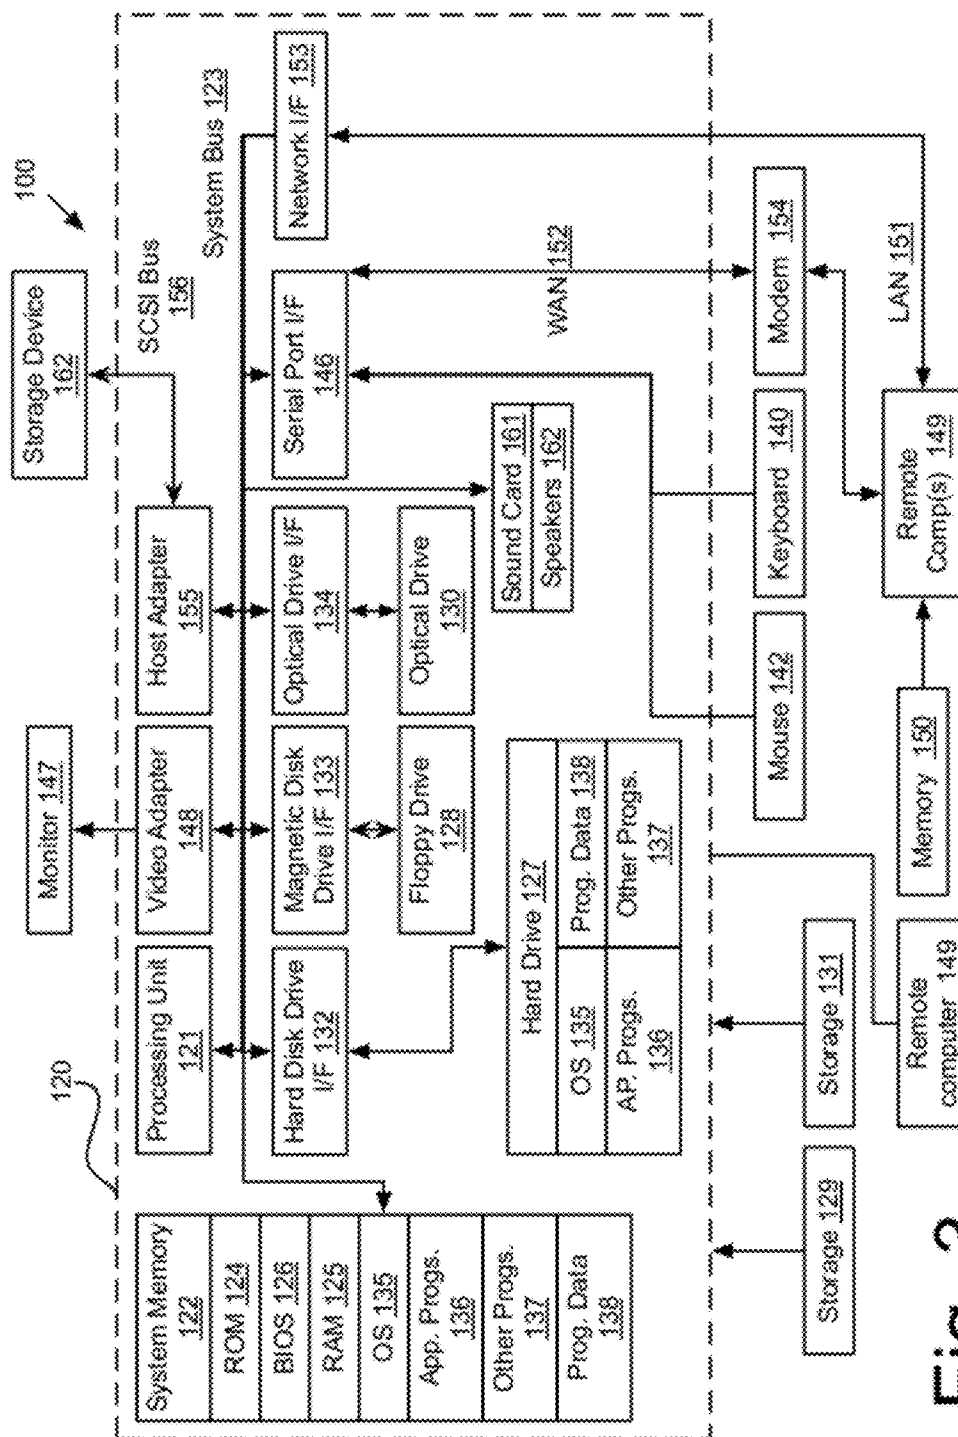 100
120
Monitor 147
Storage Device
162
SCSI Bus
156
System Bus 123
System Memory
122
ROM 124
BIOS 126
RAM 125
OS 135
App. Progs.
136
Other Progs.
137
Prog. Data
138
Processing Unit
121
Video Adapter
148
Host Adapter
155
Hard Disk Drive
I/F 132
Magnetic Disk
Drive I/F 133
Optical Drive I/F
134
Serial Port I/F
146
Network I/F 153
Floppy Drive
128
Optical Drive
130
Sound Card 161
Speakers 162
Hard Drive 127
OS 135
Prog. Data 138
AP. Progs.
136
Other Progs.
137
WAN 152
Storage 129
Storage 131
Mouse 142
Keyboard 140
Modem 154
Remote
computer 149
Memory 150
Remote
Comp(s) 149
LAN 151
Fig. 2